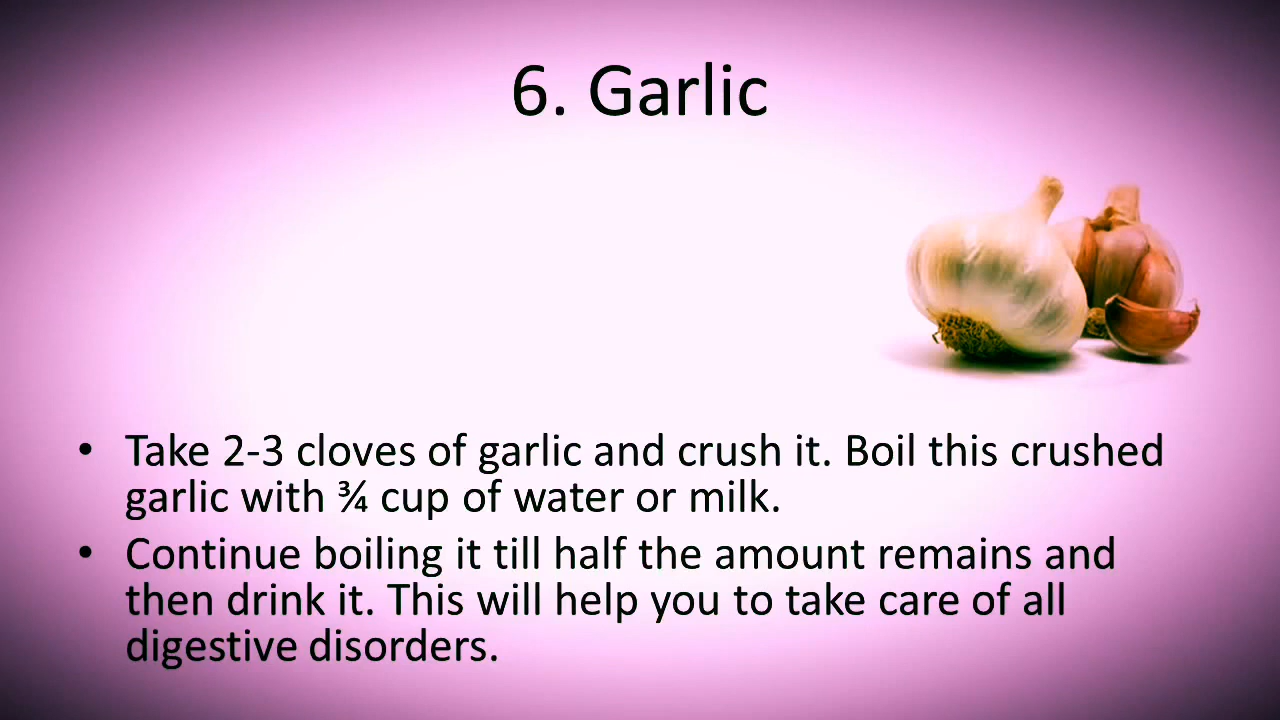 6. Garlic
• Take 2-3 cloves of garlic and crush it. Boil this crushed
garlic with ¾ cup of water or milk.
• Continue boiling it till half the amount remains and
then drink it. This will help you to take care of all
digestive disorders.